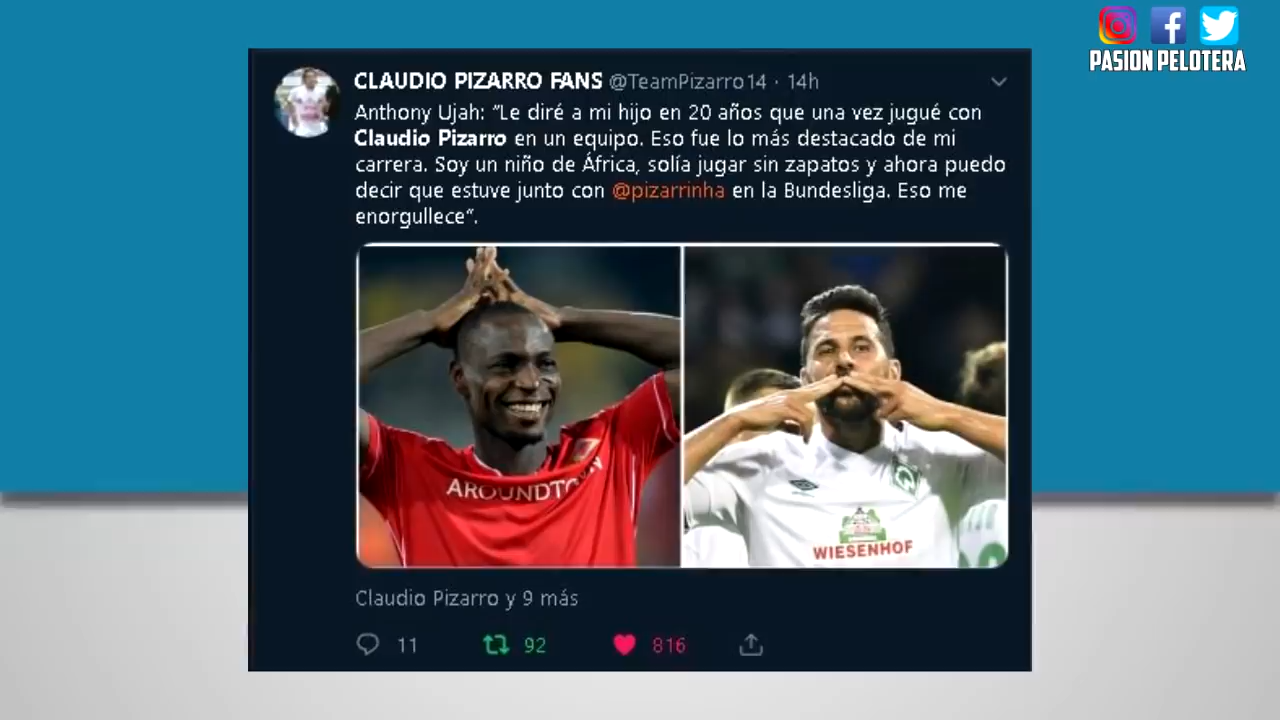 PASION PELOTERA
CLAUDIO PIZARRO FANS @TeamPizarro14 · 14h
Anthony Ujah: “Le diré a mi hijo en 20 años que una vez jugué con
Claudio Pizarro en un equipo. Eso fue lo más destacado de mi
carrera. Soy un niño de África, solía jugar sin zapatos y ahora puedo
decir que estuve junto con @pizarrinha en la Bundesliga. Eso me
enorgullece“.
AROUNDTO
WIESENHOF
Claudio Pizarro y 9 más
11 92 816